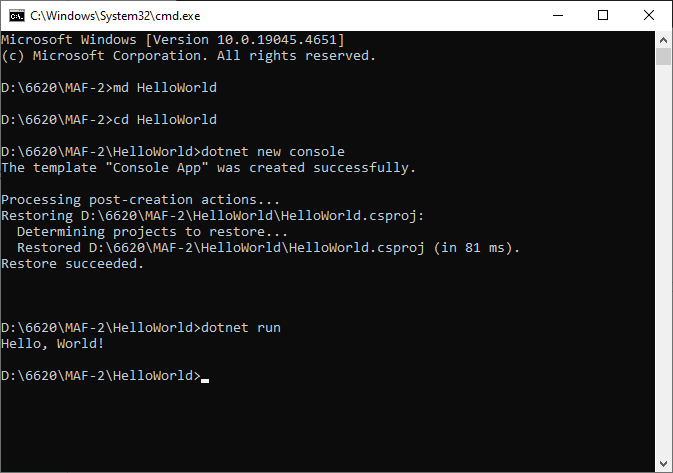 C:\Windows\System32\cmd.exe
Microsoft Windows [Version 10.0.19045.4651]
(c) Microsoft Corporation. All rights reserved.
D:\6620\MAF-2>md HelloWorld
D:\6620\MAF-2>cd HelloWorld
D:\6620\MAF-2\HelloWorld>dotnet new console
The template "Console App" was created successfully.
Processing post-creation actions...
Restoring D:\6620\MAF-2\HelloWorld\HelloWorld.csproj:
  Determining projects to restore...
  Restored D:\6620\MAF-2\HelloWorld\HelloWorld.csproj (in 81 ms).
Restore succeeded.
D:\6620\MAF-2\HelloWorld>dotnet run
Hello, World!
D:\6620\MAF-2\HelloWorld>